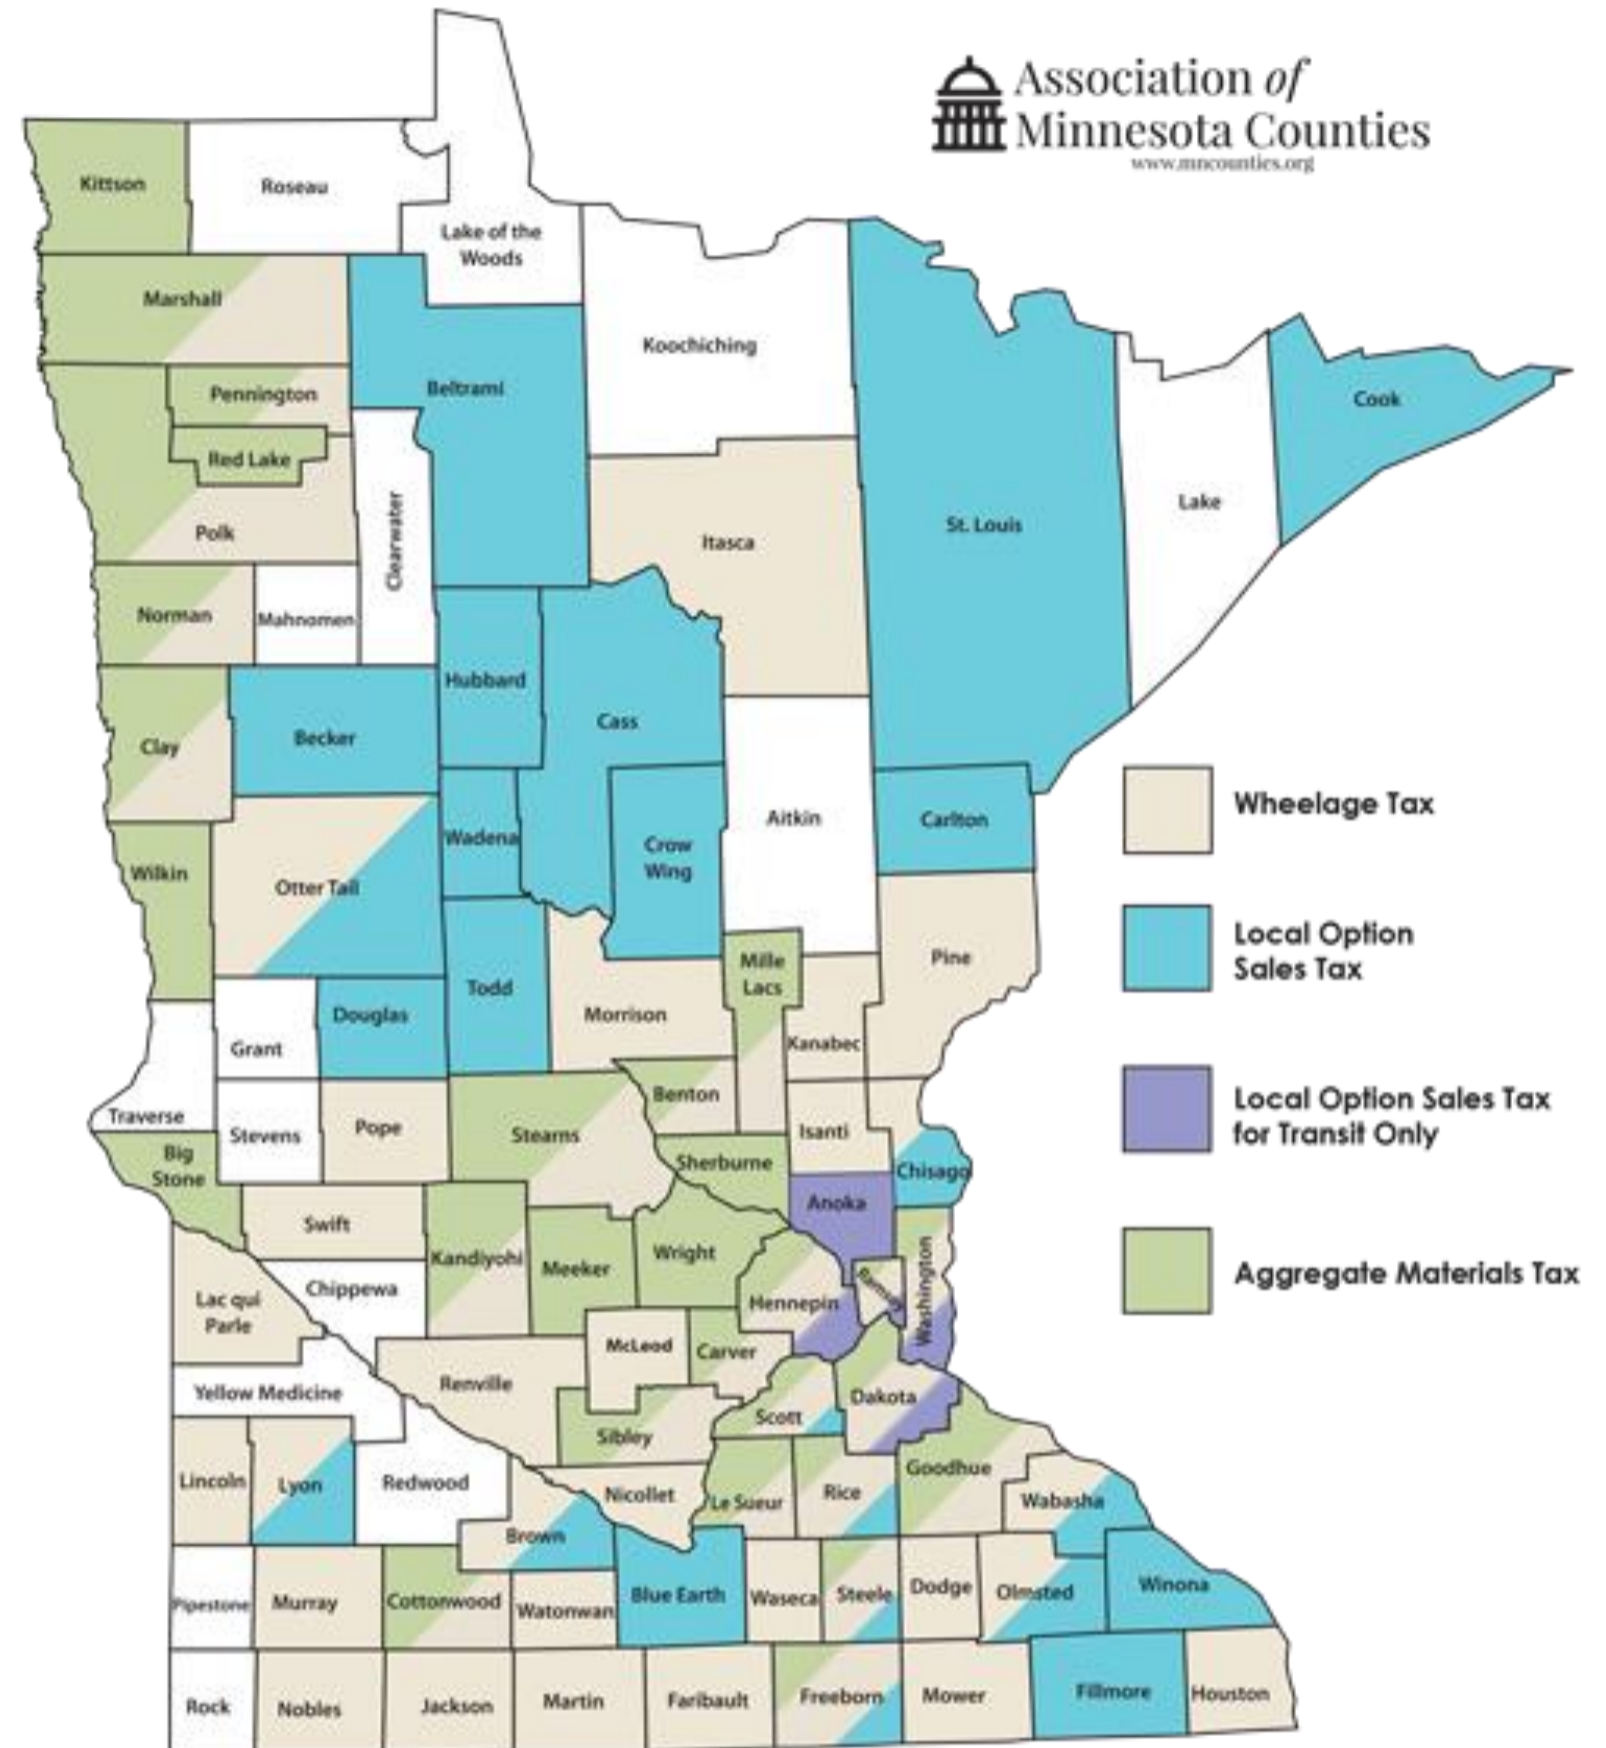 Association of
Minnesota Counties
www.mncounties.org
Kittson
Roseau
Lake of the
Woods
Marshall
Koochiching
Pennington
Beltrami
Cook
Red Lake
Clearwater
Lake
St. Louis
Polk
Itasca
Norman
Mahnomen
Hubbard
Cass
Clay
Becker
Wheelage Tax
Wadena
Crow
Wing
Aitkin
Carlton
Wilkin
Otter Tail
Local Option
Sales Tax
Todd
Mille
Lacs
Pine
Douglas
Morrison
Grant
Kanabec
Traverse
Stevens
Pope
Stearns
Benton
Isanti
Local Option Sales Tax
for Transit Only
Big
Stone
Sherburne
Chisago
Anoka
Swift
Kandiyohi
Meeker
Wright
Washington
Aggregate Materials Tax
Lac qui
Parle
Chippewa
Hennepin
Ramsey
McLeod
Carver
Yellow Medicine
Renville
Dakota
Scott
Sibley
Lincoln
Lyon
Redwood
Nicollet
Le Sueur
Rice
Goodhue
Wabasha
Brown
Pipestone
Murray
Cottonwood
Watonwan
Blue Earth
Waseca
Steele
Dodge
Olmsted
Winona
Rock
Nobles
Jackson
Martin
Faribault
Freeborn
Mower
Fillmore
Houston